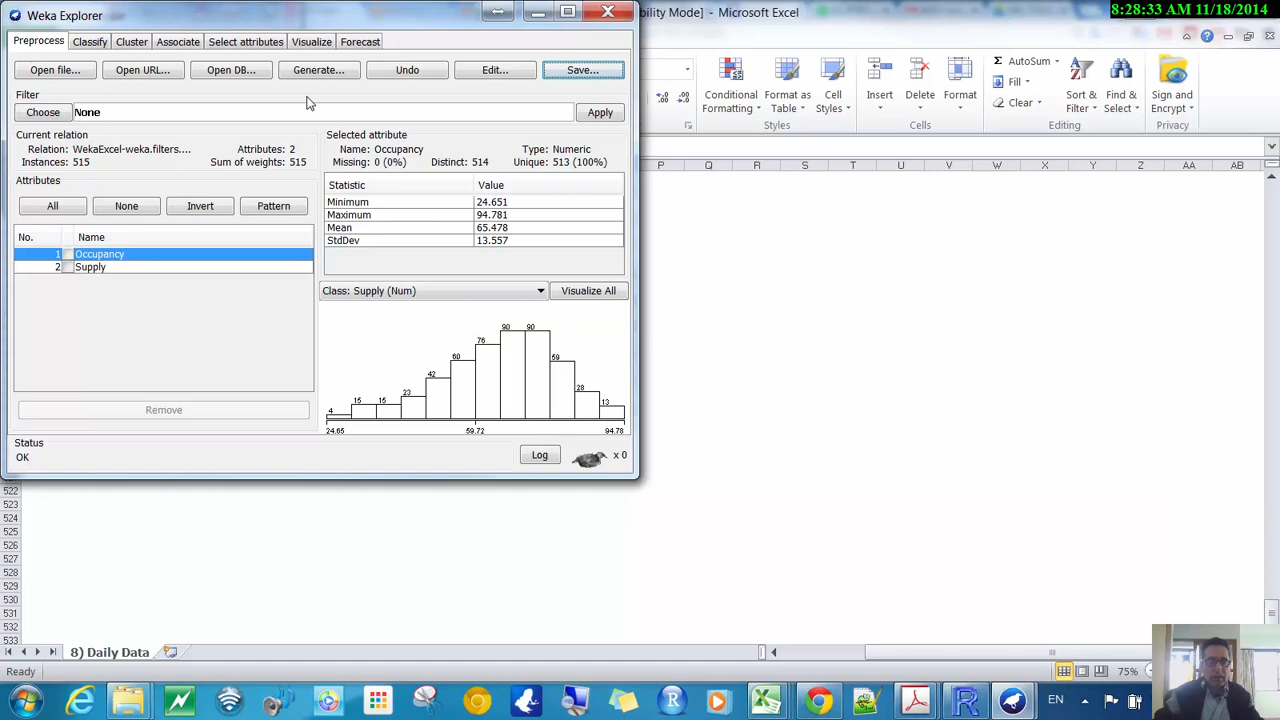 Weka Explorer
bility Mode] - Microsoft Excel
8:28:33 AM 11/18/2014
Preprocess Classify Cluster Associate Select attributes Visualize Forecast
Open file... Open URL... Open DB... Generate... Undo Edit... Save...
Filter
Choose None Apply
Current relation
Relation: WekaExcel-weka.filters.... Attributes: 2
Instances: 515 Sum of weights: 515
Selected attribute
Name: Occupancy Type: Numeric
Missing: 0 (0%) Distinct: 514 Unique: 513 (100%)
Attributes
All None Invert Pattern
No. Name
1 Occupancy
2 Supply
Remove
Statistic Value
Minimum 24.651
Maximum 94.781
Mean 65.478
StdDev 13.557
Class: Supply (Num) Visualize All
4 15 15 23 42 60 76 90 90 59 28 13
24.65 59.72 94.78
Status
OK
Log x 0
Conditional Formatting
Format as Table
Cell Styles
Styles
Insert Delete Format
Cells
AutoSum
Fill
Clear
Sort & Filter
Find & Select
Editing
Sign and Encrypt
Privacy
P Q R S T U V W X Y Z AA AB
522
523
524
525
526
527
528
529
530
531
532
533
8) Daily Data
Ready
75%
EN